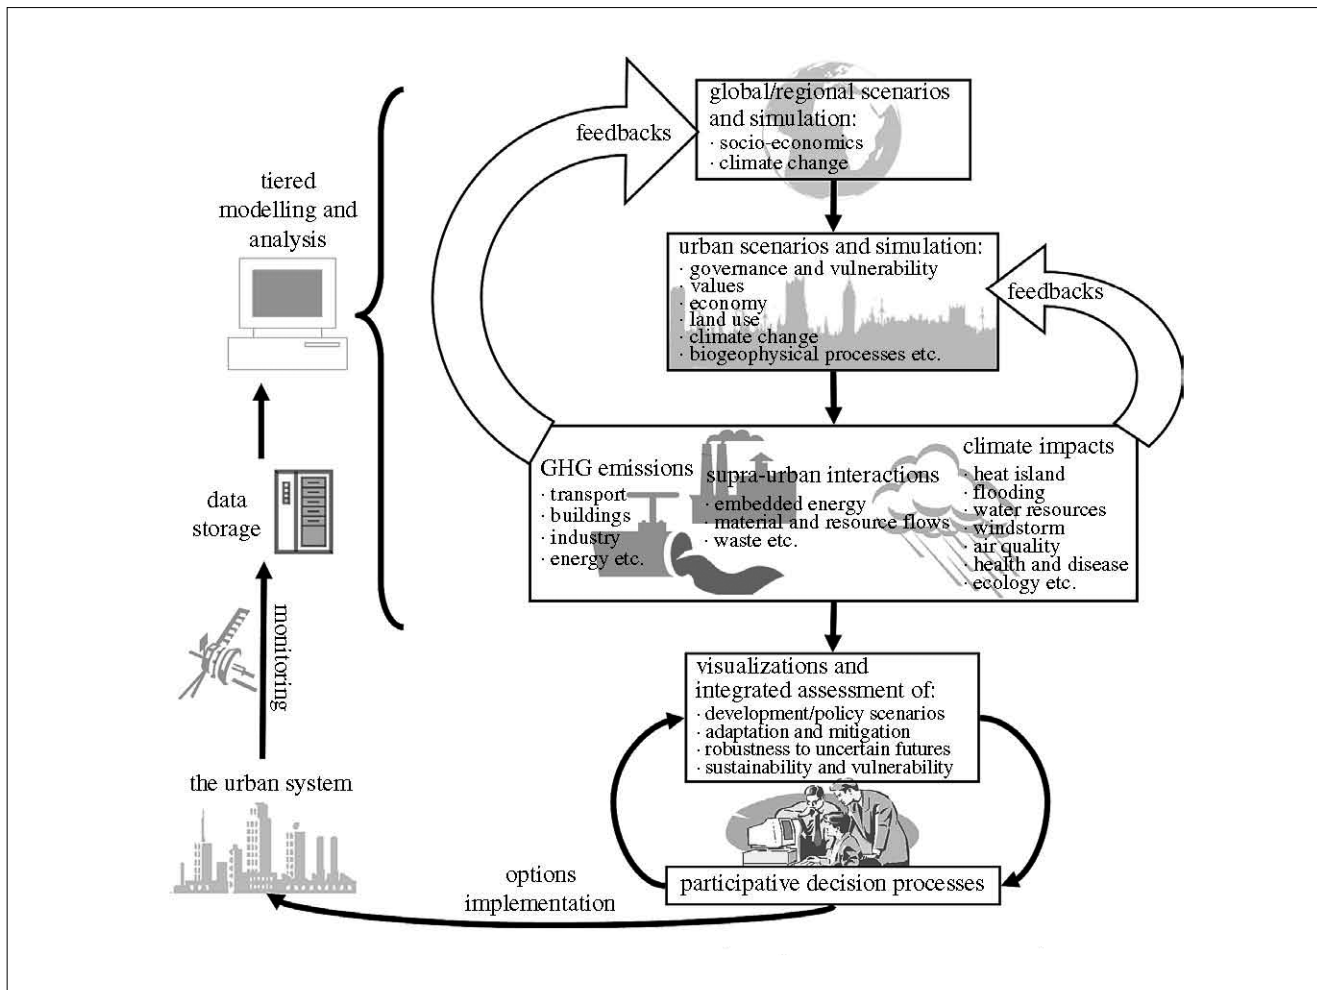 global/regional scenarios
and simulation:
· socio-economics
· climate change
feedbacks
tiered
modelling and
analysis
urban scenarios and simulation:
· governance and vulnerability
· values
· economy
· land use
· climate change
· biogeophysical processes etc.
feedbacks
GHG emissions
· transport
· buildings
· industry
· energy etc.
supra-urban interactions
· embedded energy
· material and resource flows
· waste etc.
climate impacts
· heat island
· flooding
· water resources
· windstorm
· air quality
· health and disease
· ecology etc.
data
storage
monitoring
the urban system
visualizations and
integrated assessment of:
· development/policy scenarios
· adaptation and mitigation
· robustness to uncertain futures
· sustainability and vulnerability
participative decision processes
options
implementation